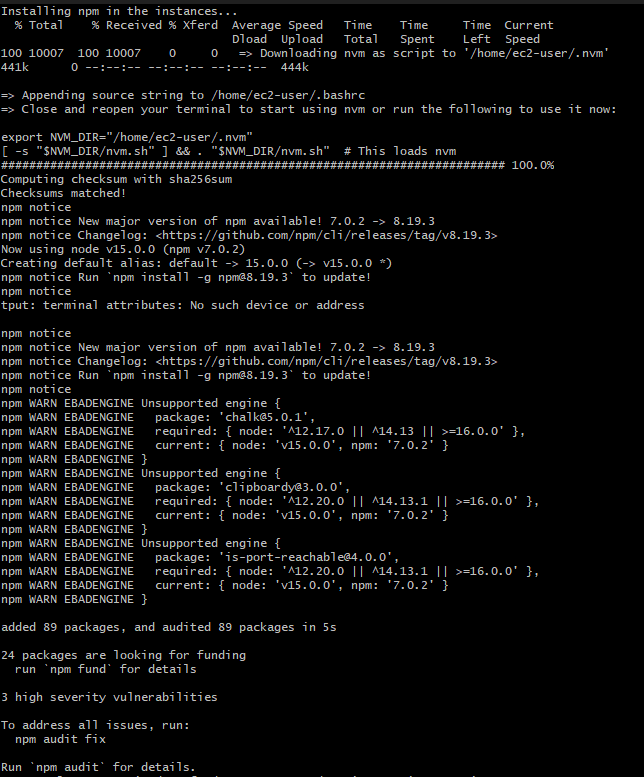 Installing npm in the instances...
  % Total    % Received % Xferd  Average Speed   Time    Time     Time  Current
                                 Dload  Upload   Total   Spent    Left  Speed
100 10007  100 10007    0     0   => Downloading nvm as script to '/home/ec2-user/.nvm'
441k      0 --:--:-- --:--:-- --:--:--  444k

=> Appending source string to /home/ec2-user/.bashrc
=> Close and reopen your terminal to start using nvm or run the following to use it now:

export NVM_DIR="/home/ec2-user/.nvm"
[ -s "$NVM_DIR/nvm.sh" ] && . "$NVM_DIR/nvm.sh"  # This loads nvm
######################################################################## 100.0%
Computing checksum with sha256sum
Checksums matched!
npm notice
npm notice New major version of npm available! 7.0.2 -> 8.19.3
npm notice Changelog: <https://github.com/npm/cli/releases/tag/v8.19.3>
Now using node v15.0.0 (npm v7.0.2)
Creating default alias: default -> 15.0.0 (-> v15.0.0 *)
npm notice Run `npm install -g npm@8.19.3` to update!
npm notice
tput: terminal attributes: No such device or address

npm notice
npm notice New major version of npm available! 7.0.2 -> 8.19.3
npm notice Changelog: <https://github.com/npm/cli/releases/tag/v8.19.3>
npm notice Run `npm install -g npm@8.19.3` to update!
npm notice
npm WARN EBADENGINE Unsupported engine {
npm WARN EBADENGINE   package: 'chalk@5.0.1',
npm WARN EBADENGINE   required: { node: '^12.17.0 || ^14.13 || >=16.0.0' },
npm WARN EBADENGINE   current: { node: 'v15.0.0', npm: '7.0.2' }
npm WARN EBADENGINE }
npm WARN EBADENGINE Unsupported engine {
npm WARN EBADENGINE   package: 'clipboardy@3.0.0',
npm WARN EBADENGINE   required: { node: '^12.20.0 || ^14.13.1 || >=16.0.0' },
npm WARN EBADENGINE   current: { node: 'v15.0.0', npm: '7.0.2' }
npm WARN EBADENGINE }
npm WARN EBADENGINE Unsupported engine {
npm WARN EBADENGINE   package: 'is-port-reachable@4.0.0',
npm WARN EBADENGINE   required: { node: '^12.20.0 || ^14.13.1 || >=16.0.0' },
npm WARN EBADENGINE   current: { node: 'v15.0.0', npm: '7.0.2' }
npm WARN EBADENGINE }

added 89 packages, and audited 89 packages in 5s

24 packages are looking for funding
  run `npm fund` for details

3 high severity vulnerabilities

To address all issues, run:
  npm audit fix

Run `npm audit` for details.